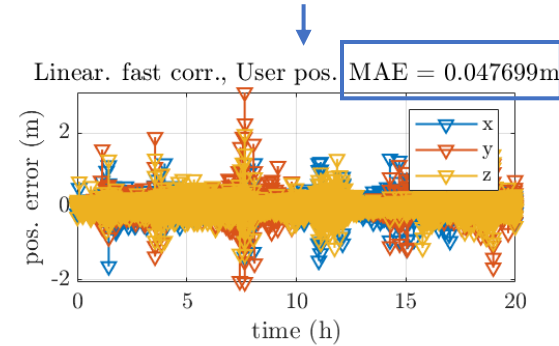 Linear. fast corr., User pos. MAE = 0.047699m
pos. error (m)
2
0
-2
x
y
z
0 5 10 15 20
time (h)